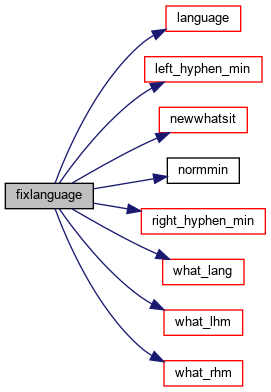 language
left_hyphen_min
newwhatsit
fixlanguage
normmin
right_hyphen_min
what_lang
what_lhm
what_rhm